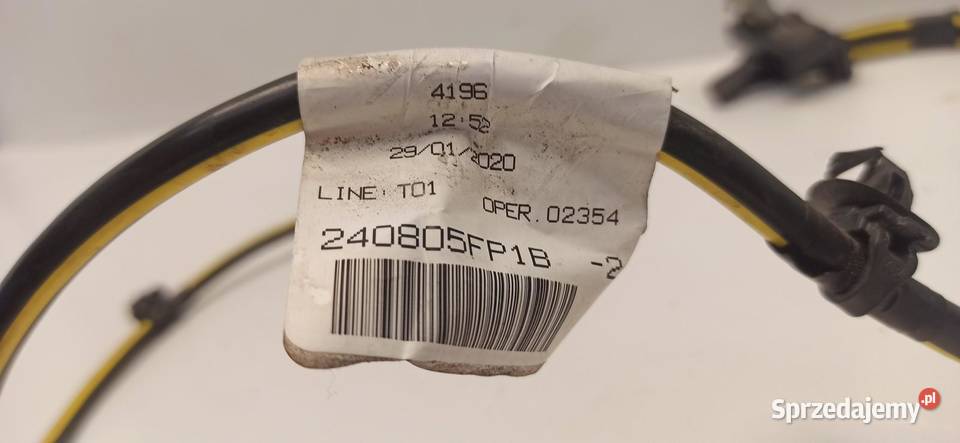 4196
12:52
29/01/2020
LINE: T01
OPER. 02354
240805FP1B -2
Sprzedajemy.pl